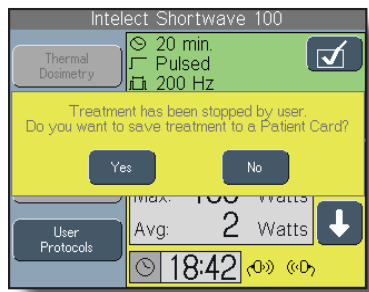 Intelect Shortwave 100
Thermal
Dosimetry
20 min.
Pulsed
200 Hz
Treatment has been stopped by user.
Do you want to save treatment to a Patient Card?
Yes
No
Max: 100 Watts
Avg: 2 Watts
User
Protocols
18:42